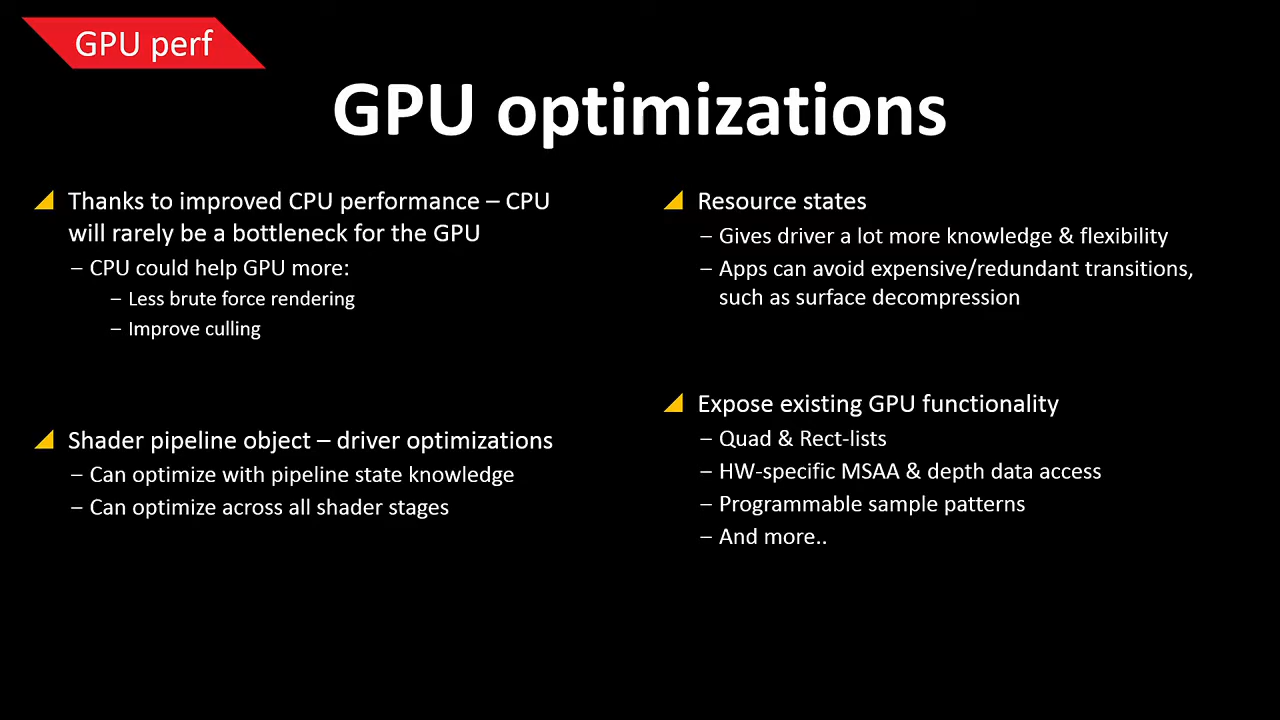 GPU perf
GPU optimizations
Thanks to improved CPU performance – CPU
will rarely be a bottleneck for the GPU
– CPU could help GPU more:
– Less brute force rendering
– Improve culling
Shader pipeline object – driver optimizations
– Can optimize with pipeline state knowledge
– Can optimize across all shader stages
Resource states
– Gives driver a lot more knowledge & flexibility
– Apps can avoid expensive/redundant transitions,
such as surface decompression
Expose existing GPU functionality
– Quad & Rect-lists
– HW-specific MSAA & depth data access
– Programmable sample patterns
– And more..